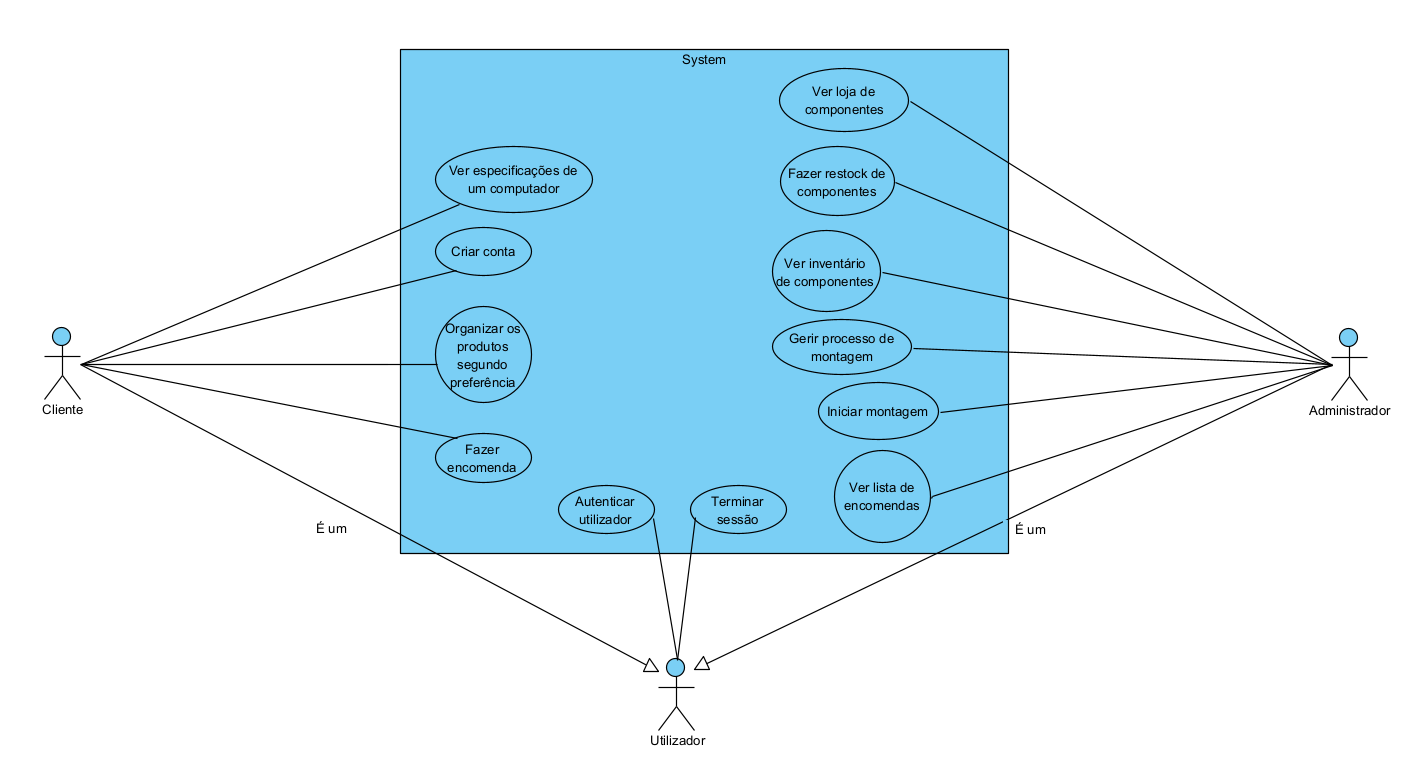 System
Ver loja de
componentes
Ver especificações de
um computador
Fazer restock de
componentes
Criar conta
Ver inventário
de componentes
Organizar os
produtos
segundo
preferência
Gerir processo de
montagem
Cliente
Administrador
Iniciar montagem
Fazer
encomenda
Ver lista de
encomendas
Autenticar
utilizador
Terminar
sessão
É um
É um
Utilizador